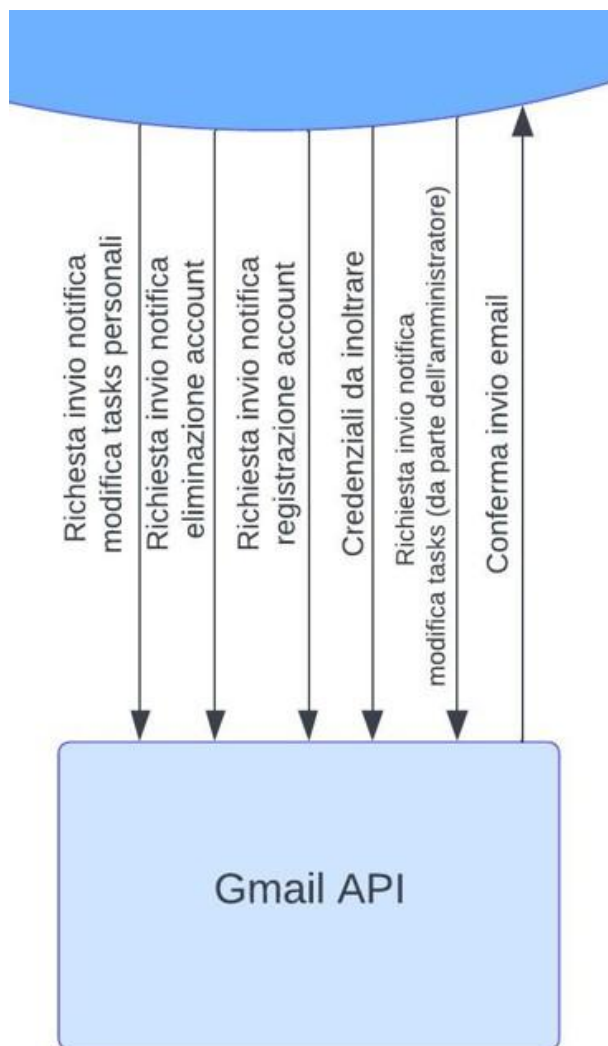 Richesta invio notifica
modifica tasks personali
Richiesta invio notifica
eliminazione account
Richiesta invio notifica
registrazione account
Credenziali da inoltrare
Richiesta invio notifica
modifica tasks (da parte dell'amministratore)
Conferma invio email
Gmail API